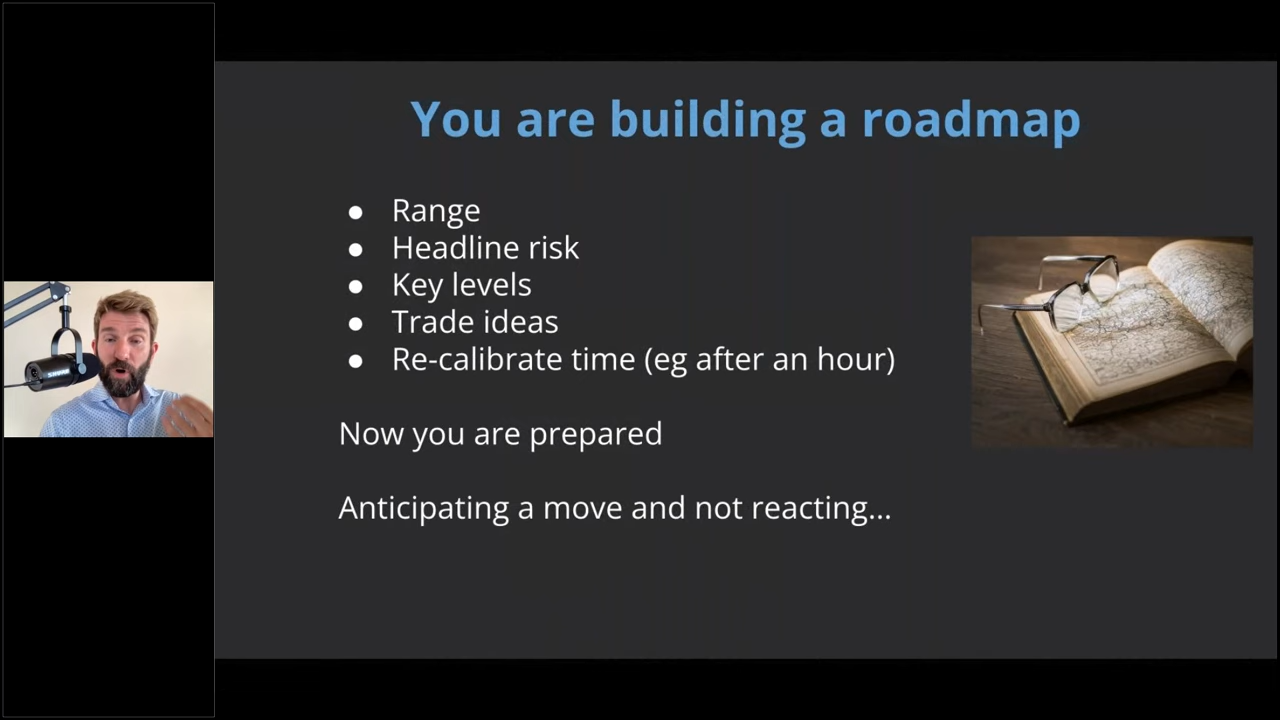 You are building a roadmap
● Range
● Headline risk
● Key levels
● Trade ideas
● Re-calibrate time (eg after an hour)
Now you are prepared
Anticipating a move and not reacting...
SHURE